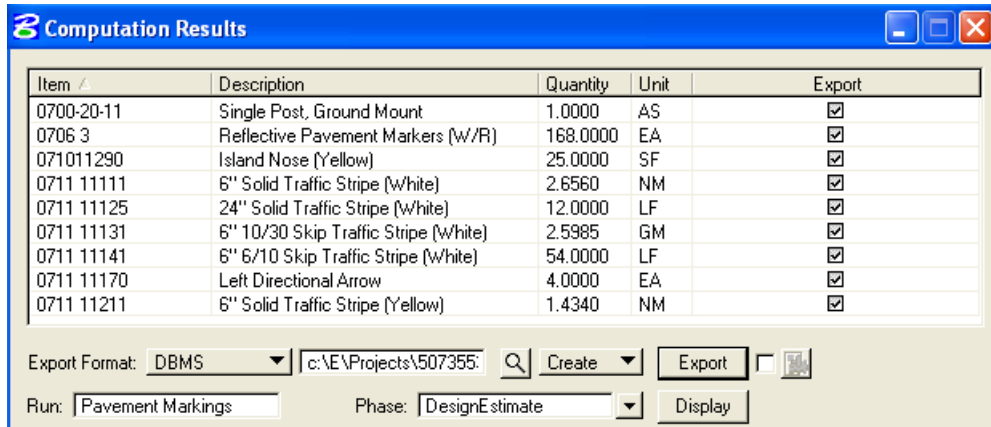 Computation Results
Item Description Quantity Unit Export
0700-20-11 Single Post, Ground Mount 1.0000 AS
0706 3 Reflective Pavement Markers (W/R) 168.0000 EA
071011290 Island Nose (Yellow) 25.0000 SF
0711 11111 6'' Solid Traffic Stripe (White) 2.6560 NM
0711 11125 24'' Solid Traffic Stripe (White) 12.0000 LF
0711 11131 6'' 10/30 Skip Traffic Stripe (White) 2.5985 GM
0711 11141 6'' 6/10 Skip Traffic Stripe (White) 54.0000 LF
0711 11170 Left Directional Arrow 4.0000 EA
0711 11211 6'' Solid Traffic Stripe (Yellow) 1.4340 NM
Export Format: DBMS c:\E\Projects\507355: Create Export
Run: Pavement Markings Phase: DesignEstimate Display